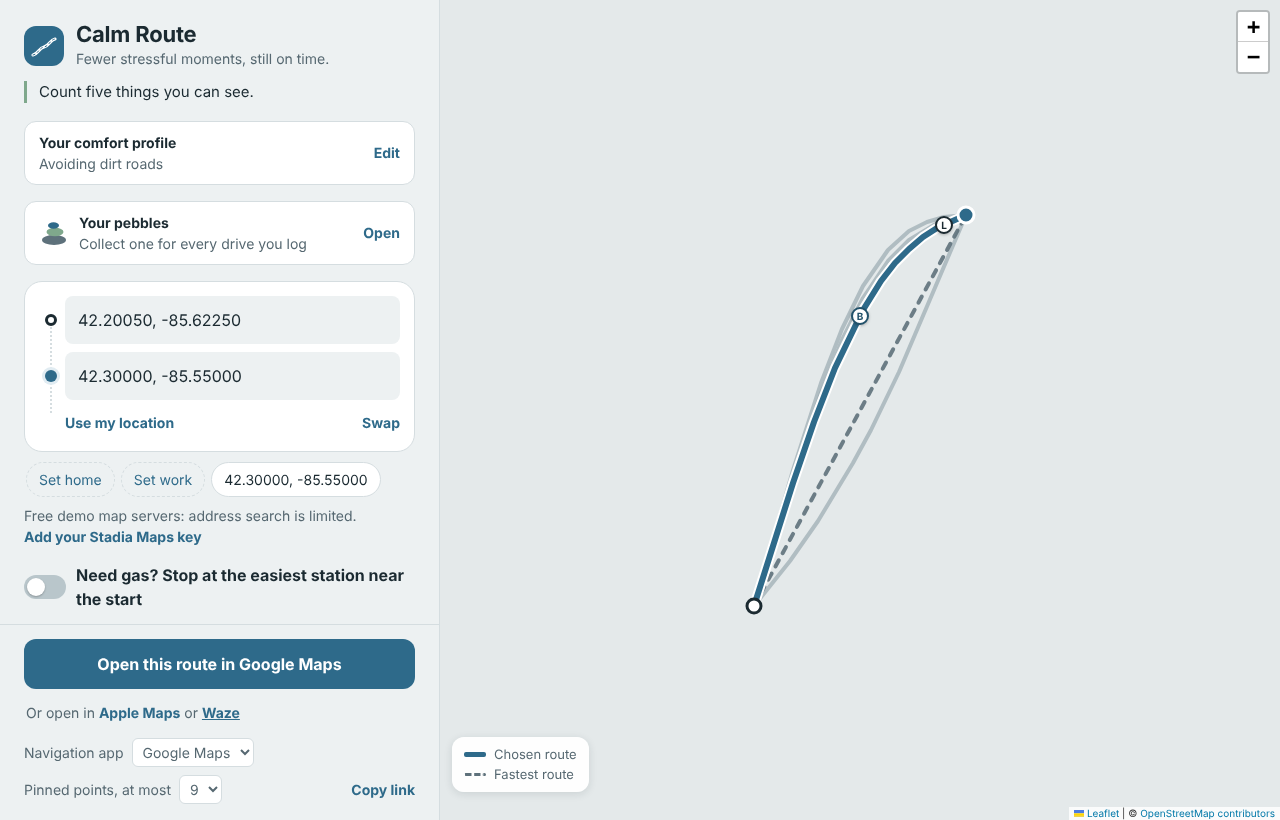 Calm Route
Fewer stressful moments, still on time.
Count five things you can see.
Your comfort profile
Avoiding dirt roads
Edit
Your pebbles
Collect one for every drive you log
Open
42.20050, -85.62250
42.30000, -85.55000
Use my location
Swap
Set home
Set work
42.30000, -85.55000
Free demo map servers: address search is limited.
Add your Stadia Maps key
Need gas? Stop at the easiest station near
the start
Open this route in Google Maps
Or open in Apple Maps or Waze
Navigation app Google Maps
Pinned points, at most 9
Copy link
+
−
L
B
Chosen route
Fastest route
Leaflet | © OpenStreetMap contributors